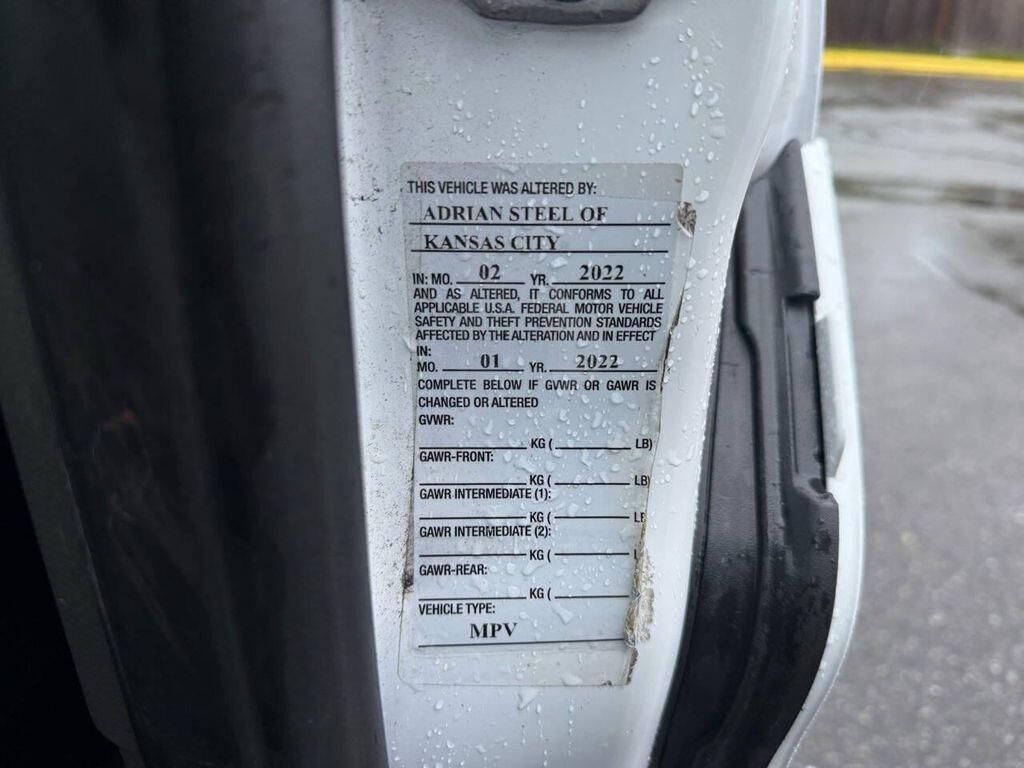 THIS VEHICLE WAS ALTERED BY:
ADRIAN STEEL OF
KANSAS CITY
IN: MO. 02 YR. 2022
AND AS ALTERED, IT CONFORMS TO ALL
APPLICABLE U.S.A. FEDERAL MOTOR VEHICLE
SAFETY AND THEFT PREVENTION STANDARDS
AFFECTED BY THE ALTERATION AND IN EFFECT
IN:
MO. 01 YR. 2022
COMPLETE BELOW IF GVWR OR GAWR IS
CHANGED OR ALTERED
GVWR:
KG ( LB)
GAWR-FRONT:
KG ( LB)
GAWR INTERMEDIATE (1):
KG (
GAWR INTERMEDIATE (2):
KG (
GAWR-REAR:
KG (
VEHICLE TYPE:
MPV